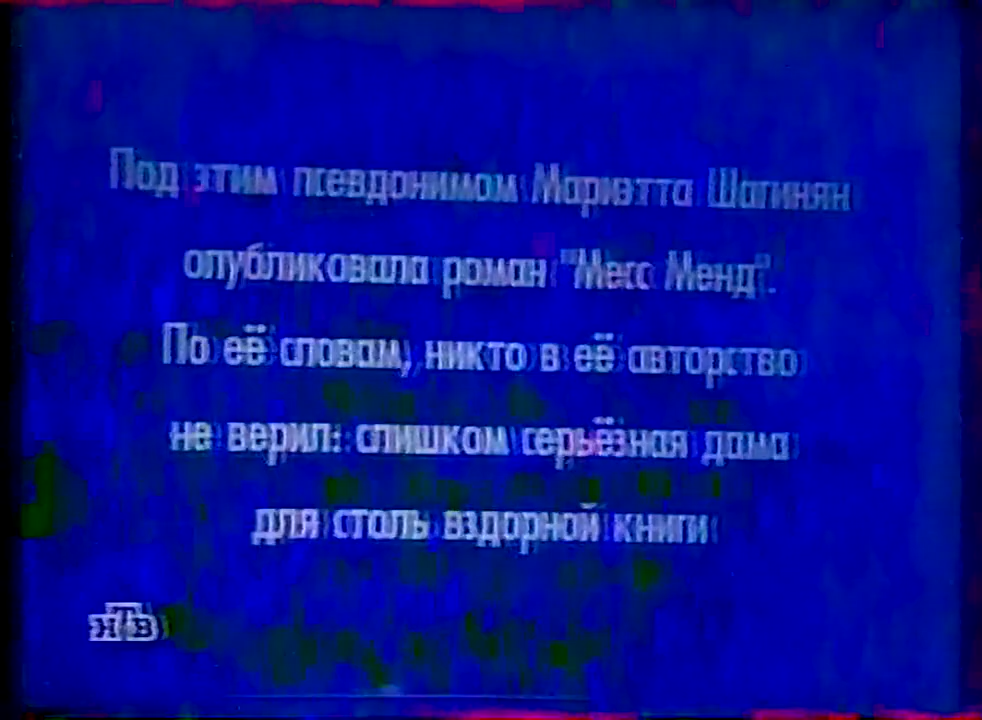 Под этим псевдонимом Мариэтта Шагинян
опубликовала роман "Месс Менд".
По её словам, никто в её авторство
не верил: слишком серьёзная дама
для столь вздорной книги
нТв